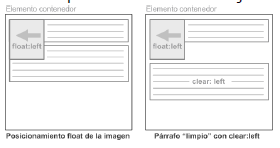 Elemento contenedor
float:left
Posicionamiento float de la imagen
Elemento contenedor
float:left
clear: left
Párrafo "limpio" con clear:left